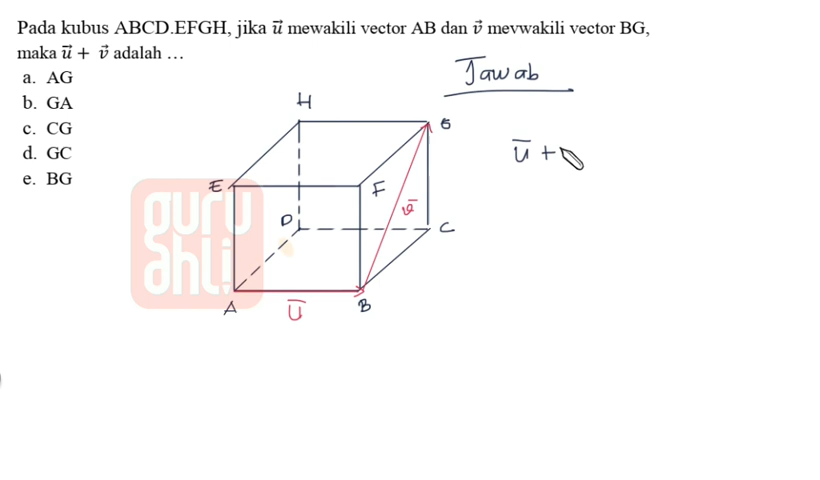 Pada kubus ABCD.EFGH, jika u⃗ mewakili vector AB dan v⃗ mevwakili vector BG,
maka u⃗ + v⃗ adalah …
a. AG
b. GA
c. CG
d. GC
e. BG
Jawab
H
G
u̅ +
E
F
v̅
D
C
guru
ahli
A
u̅
B